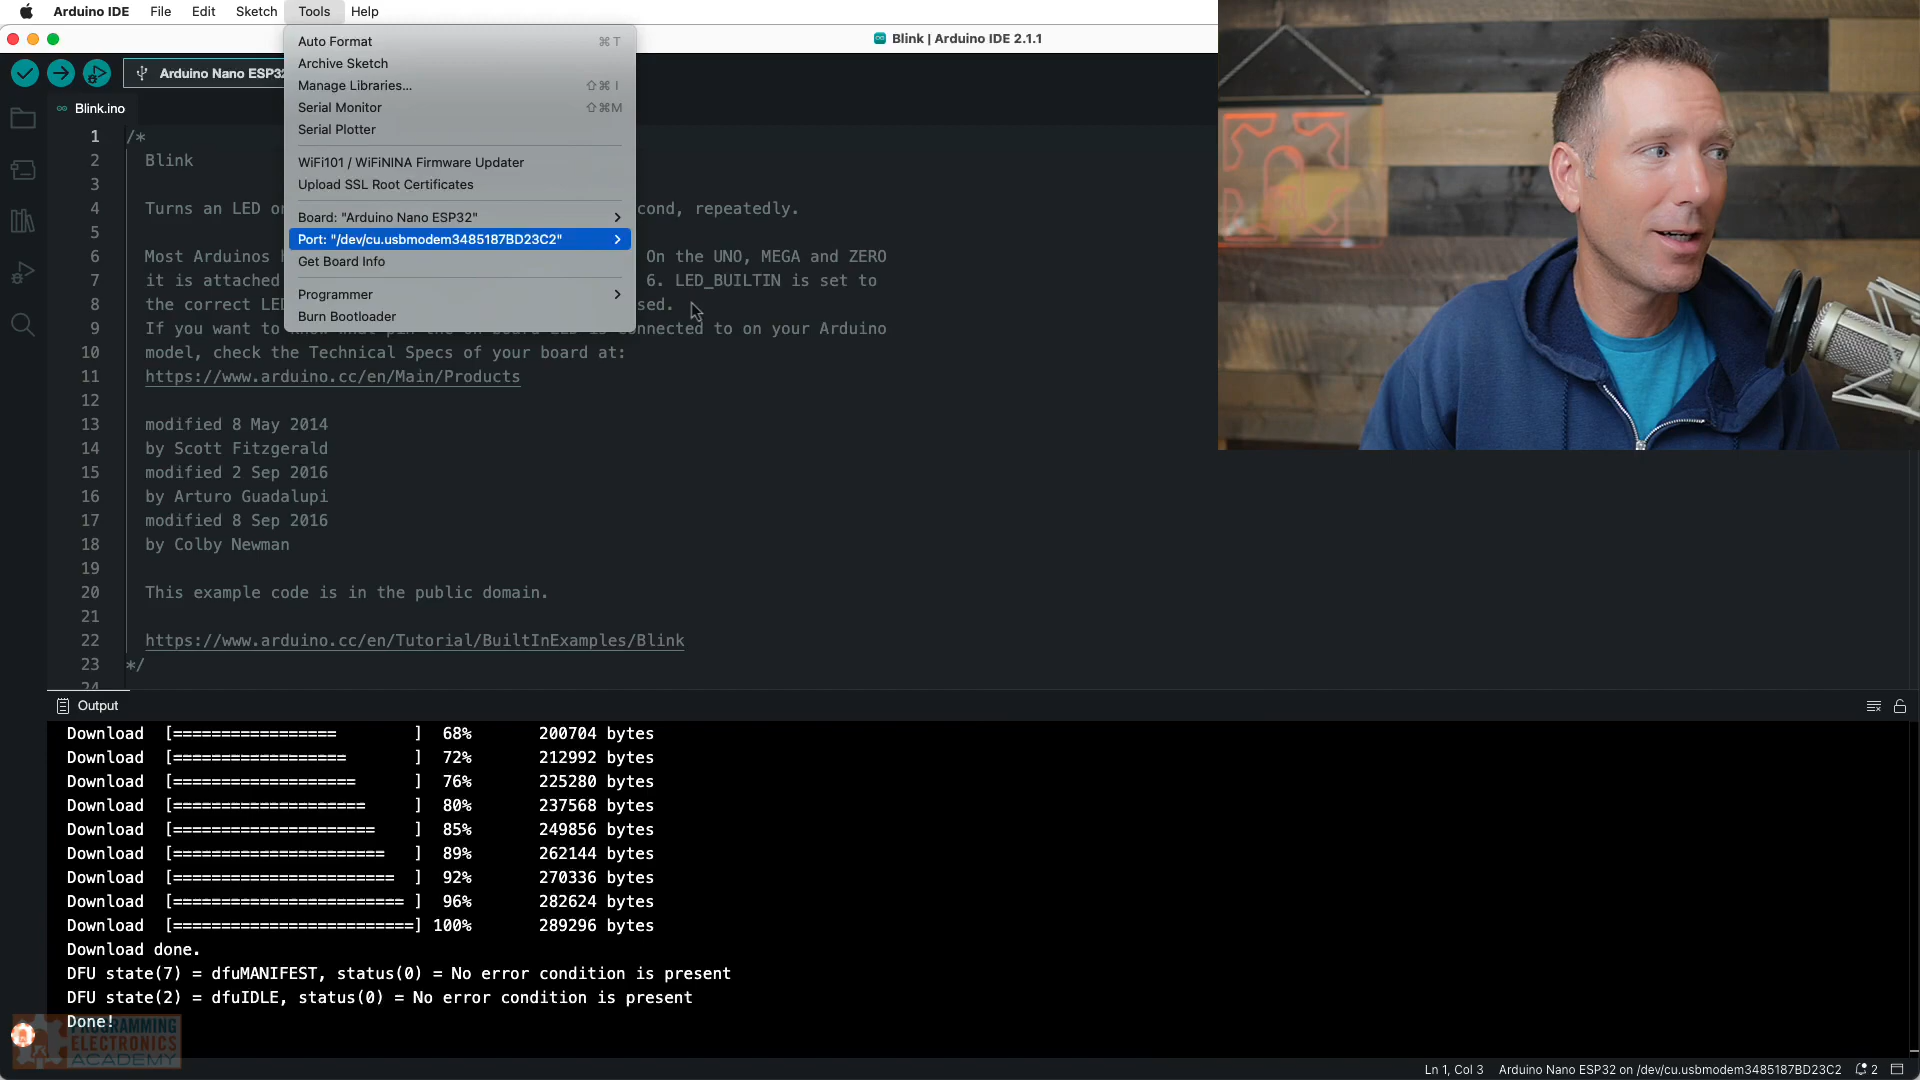 Arduino IDE File Edit Sketch Tools Help
Blink | Arduino IDE 2.1.1
Arduino Nano ESP32
Blink.ino
Auto Format ⌘ T
Archive Sketch
Manage Libraries... ⇧⌘ I
Serial Monitor ⇧⌘M
Serial Plotter
WiFi101 / WiFiNINA Firmware Updater
Upload SSL Root Certificates
Board: "Arduino Nano ESP32"
Port: "/dev/cu.usbmodem3485187BD23C2"
Get Board Info
Programmer
Burn Bootloader
1 /*
2 Blink
3
4 Turns an LED on cond, repeatedly.
5
6 Most Arduinos On the UNO, MEGA and ZERO
7 it is attached 6. LED_BUILTIN is set to
8 the correct LED sed.
9 If you want to know what pin the on-board LED is connected to on your Arduino
10 model, check the Technical Specs of your board at:
11 https://www.arduino.cc/en/Main/Products
12
13 modified 8 May 2014
14 by Scott Fitzgerald
15 modified 2 Sep 2016
16 by Arturo Guadalupi
17 modified 8 Sep 2016
18 by Colby Newman
19
20 This example code is in the public domain.
21
22 https://www.arduino.cc/en/Tutorial/BuiltInExamples/Blink
23 */
24
Output
Download [================= ] 68% 200704 bytes
Download [================== ] 72% 212992 bytes
Download [=================== ] 76% 225280 bytes
Download [==================== ] 80% 237568 bytes
Download [===================== ] 85% 249856 bytes
Download [====================== ] 89% 262144 bytes
Download [======================= ] 92% 270336 bytes
Download [======================== ] 96% 282624 bytes
Download [=========================] 100% 289296 bytes
Download done.
DFU state(7) = dfuMANIFEST, status(0) = No error condition is present
DFU state(2) = dfuIDLE, status(0) = No error condition is present
Done!
PROGRAMMING
ELECTRONICS
ACADEMY
Ln 1, Col 3 Arduino Nano ESP32 on /dev/cu.usbmodem3485187BD23C2 2